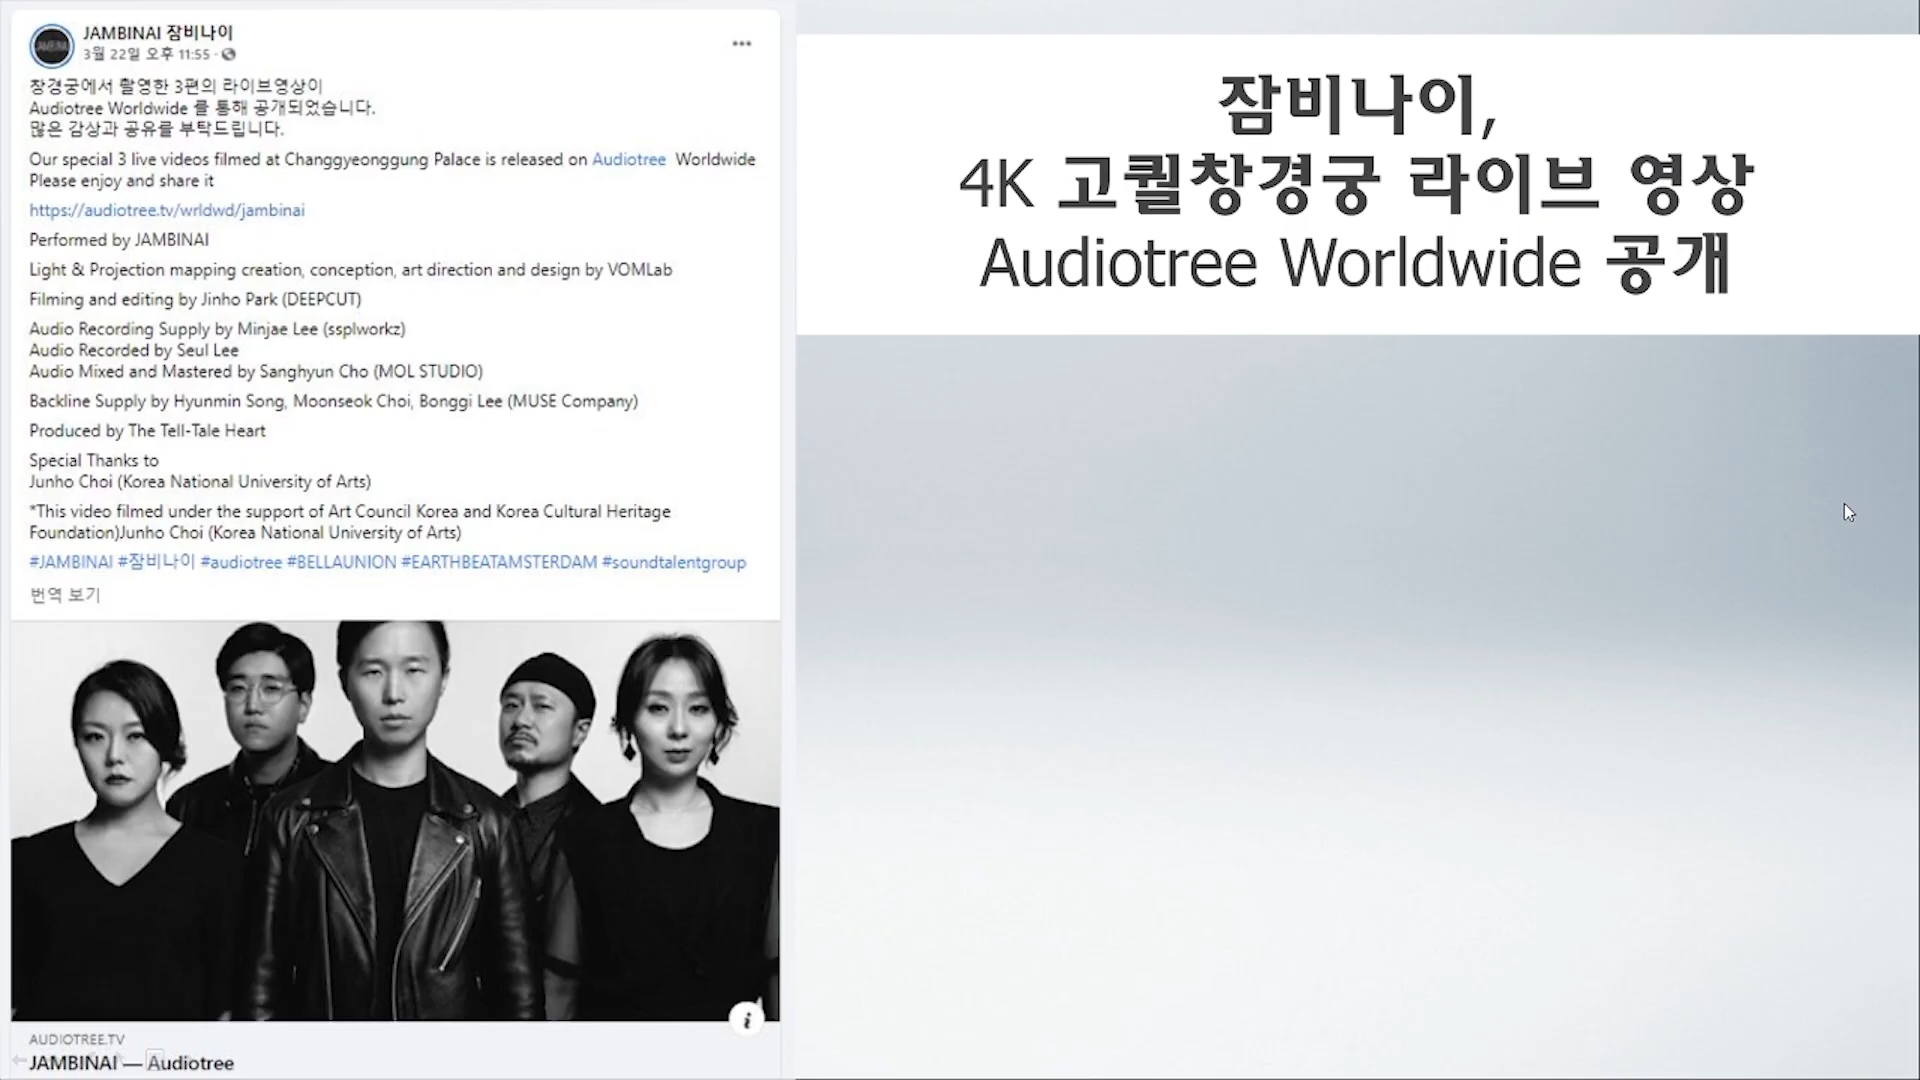 JAMBINAI 잠비나이
3월 22일 오후 11:55 ·
창경궁에서 촬영한 3편의 라이브영상이
Audiotree Worldwide 를 통해 공개되었습니다.
많은 감상과 공유를 부탁드립니다.
Our special 3 live videos filmed at Changgyeonggung Palace is released on Audiotree Worldwide
Please enjoy and share it
https://audiotree.tv/wrldwd/jambinai
Performed by JAMBINAI
Light & Projection mapping creation, conception, art direction and design by VOMLab
Filming and editing by Jinho Park (DEEPCUT)
Audio Recording Supply by Minjae Lee (ssplworkz)
Audio Recorded by Seul Lee
Audio Mixed and Mastered by Sanghyun Cho (MOL STUDIO)
Backline Supply by Hyunmin Song, Moonseok Choi, Bonggi Lee (MUSE Company)
Produced by The Tell-Tale Heart
Special Thanks to
Junho Choi (Korea National University of Arts)
*This video filmed under the support of Art Council Korea and Korea Cultural Heritage
Foundation)Junho Choi (Korea National University of Arts)
#JAMBINAI #잠비나이 #audiotree #BELLAUNION #EARTHBEATAMSTERDAM #soundtalentgroup
번역 보기
AUDIOTREE.TV
JAMBINAI — Audiotree
잠비나이,
4K 고퀄창경궁 라이브 영상
Audiotree Worldwide 공개